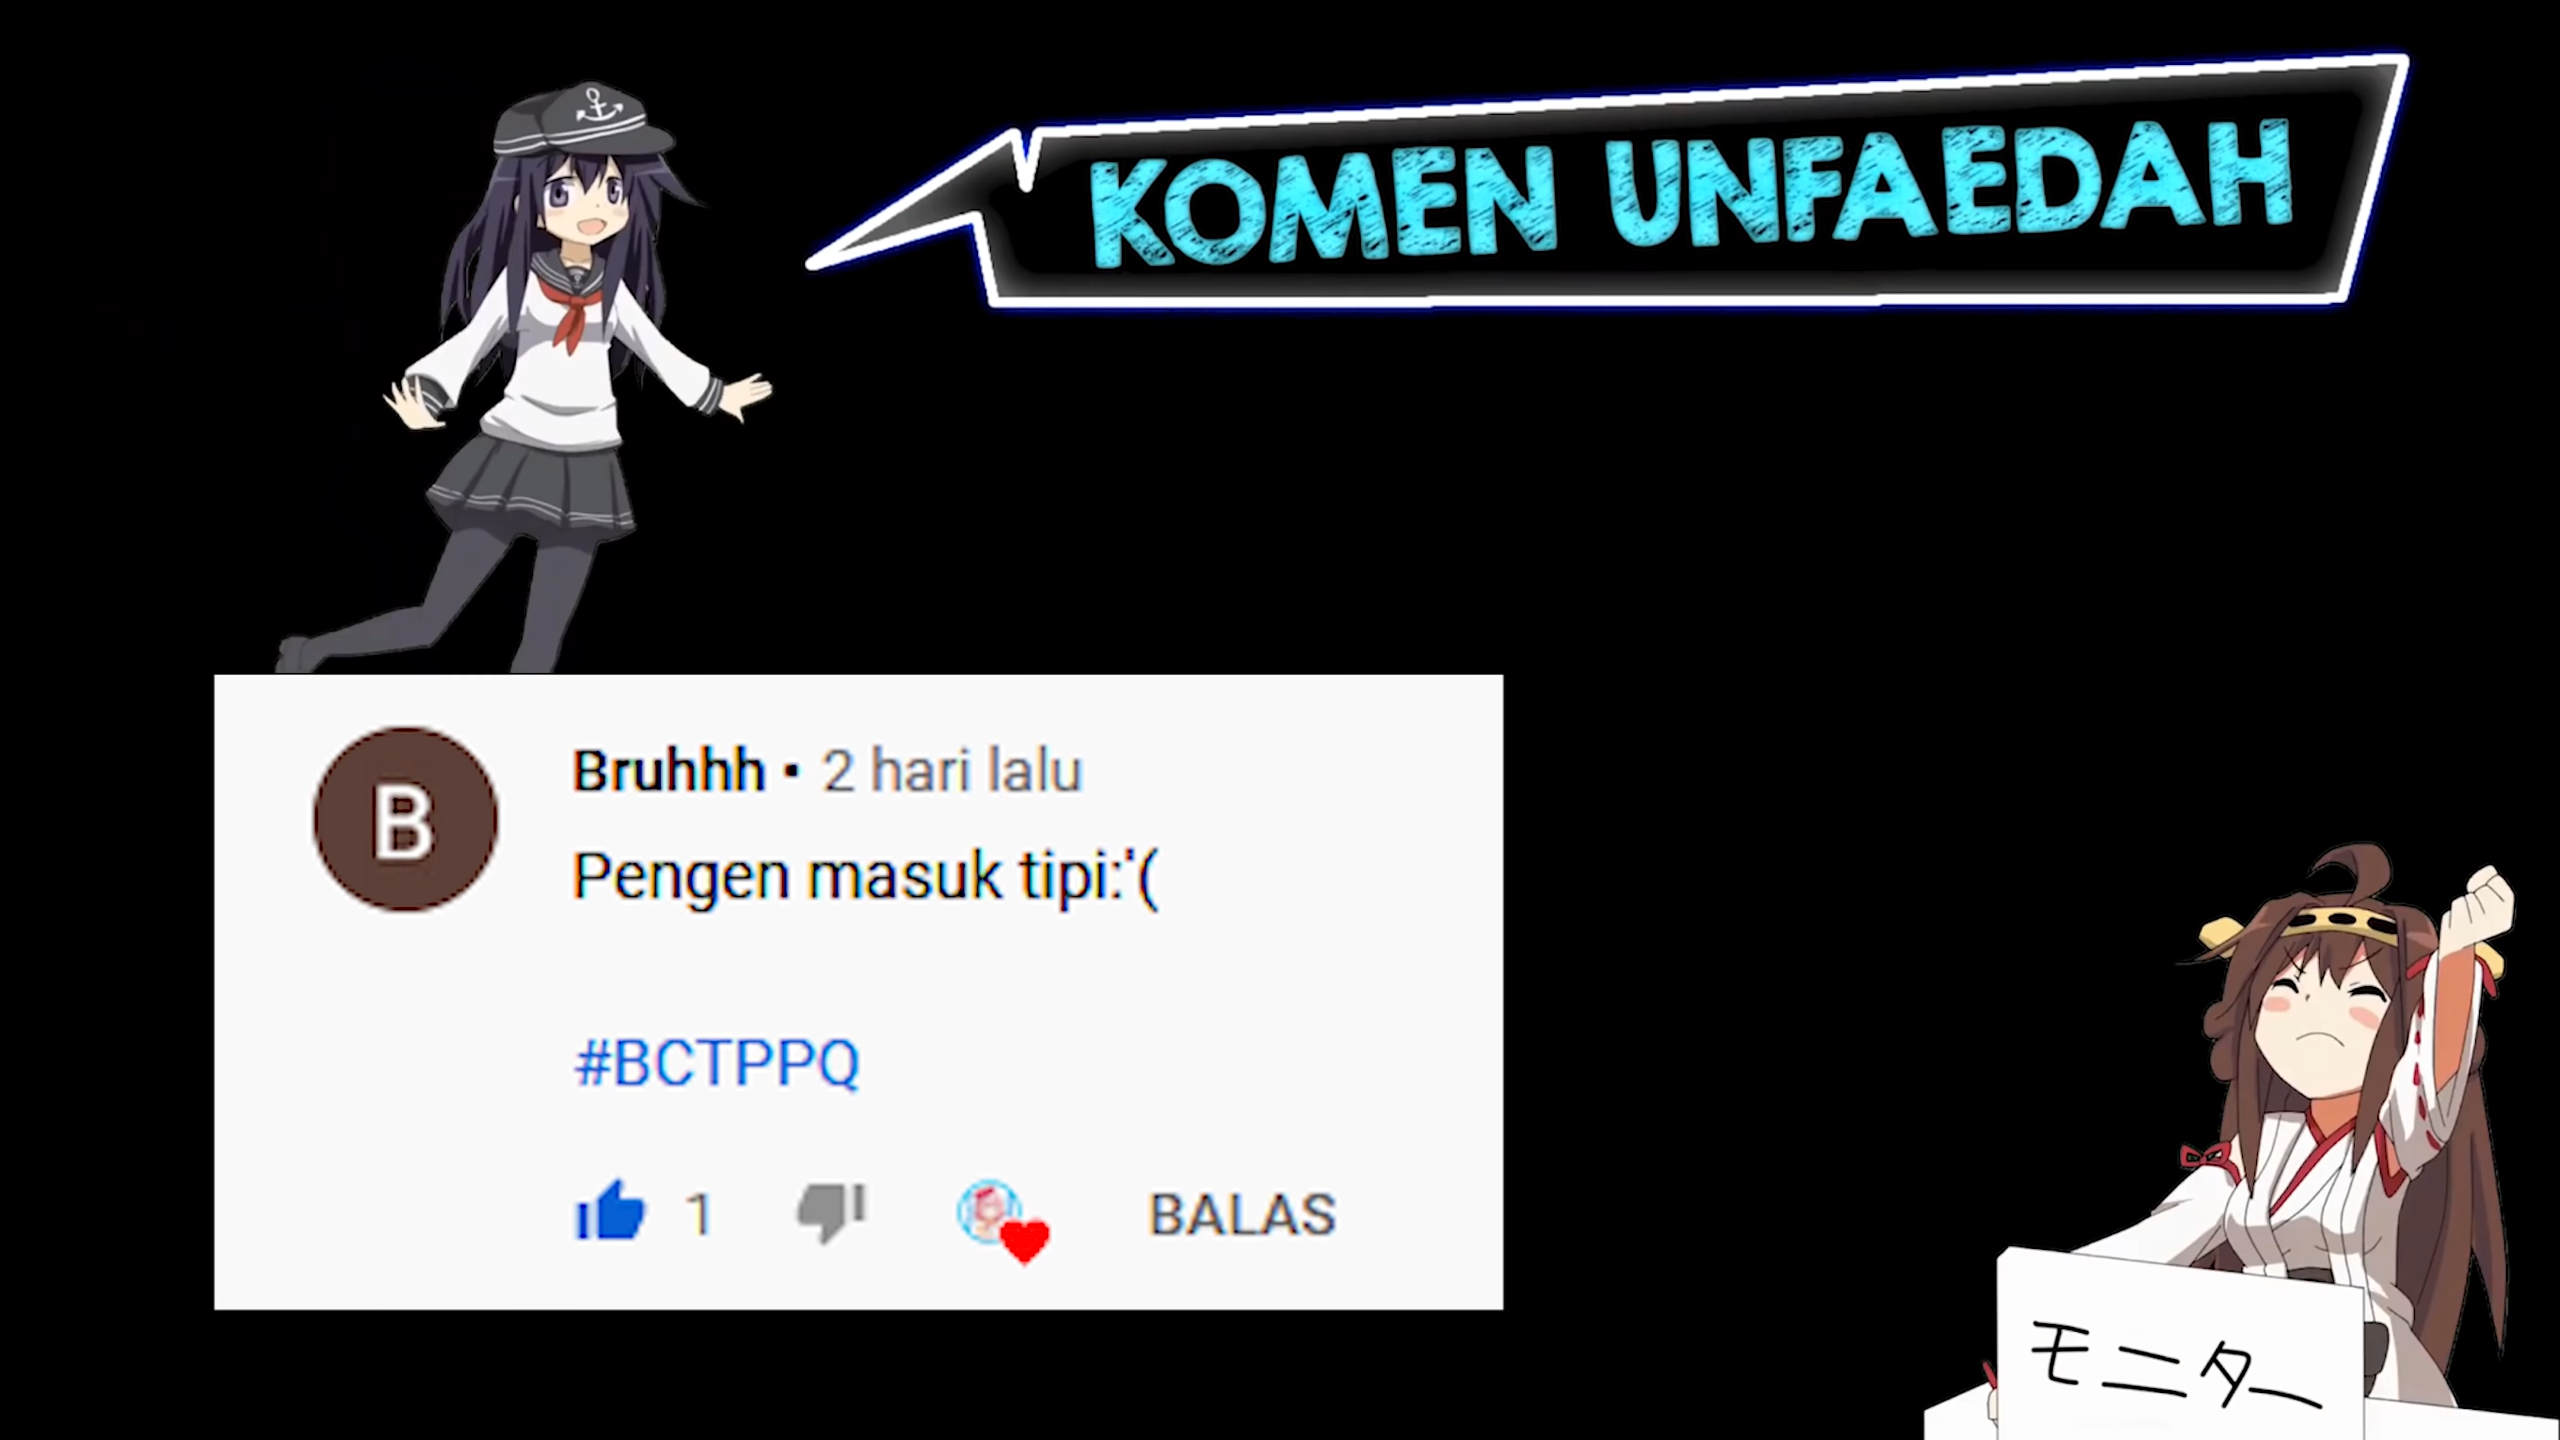 KOMEN UNFAEDAH
B
Bruhhh • 2 hari lalu
Pengen masuk tipi:'(
#BCTPPQ
1
BALAS
モニター